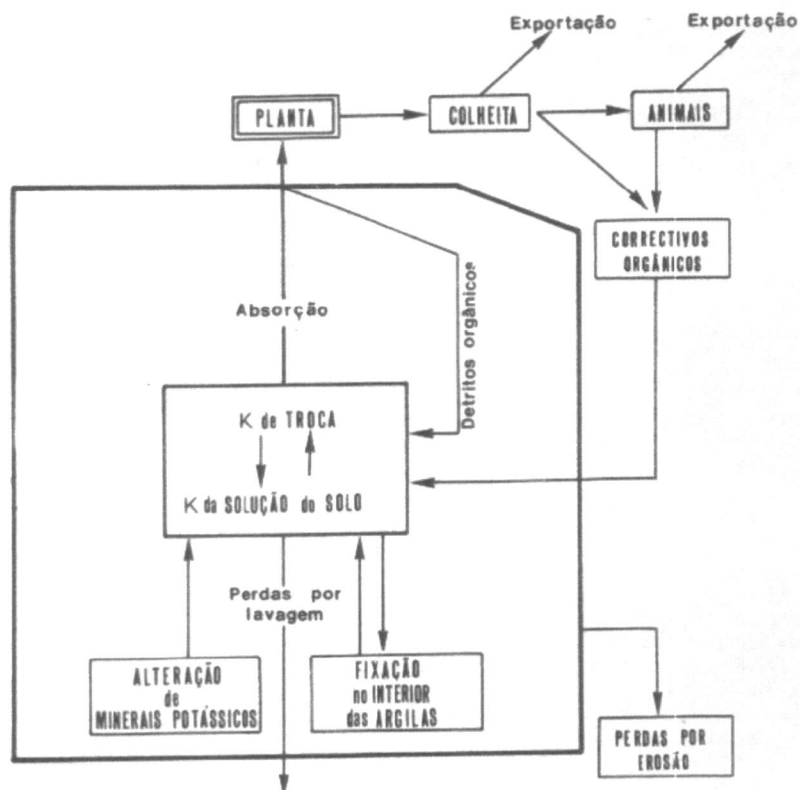 Exportação
Exportação
PLANTA
COLHEITA
ANIMAIS
CORRECTIVOS
ORGÂNICOS
Absorção
Detritos orgânicos
K de TROCA
K da SOLUÇÃO do SOLO
Perdas por
lavagem
ALTERAÇÃO
de
MINERAIS POTÁSSICOS
FIXAÇÃO
no INTERIOR
das ARGILAS
PERDAS POR
EROSÃO